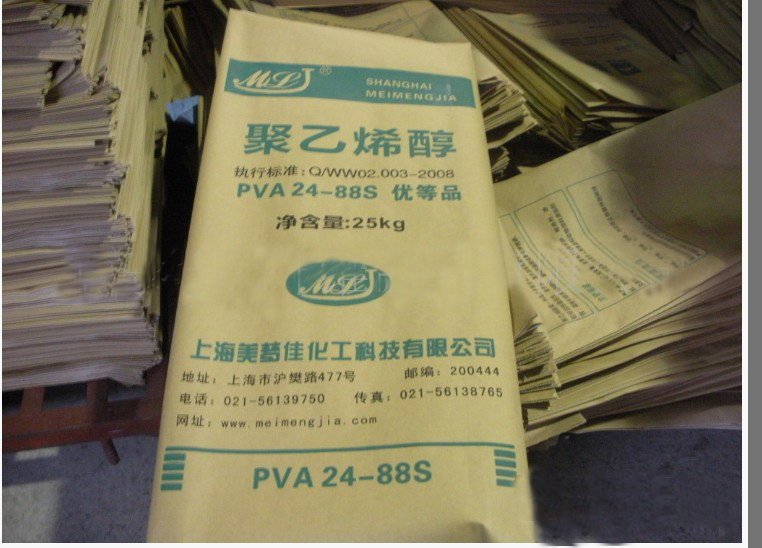 MLJ®
SHANGHAI
MEIMENGJIA
聚乙烯醇
执行标准:Q/WW02.003-2008
PVA 24-88S 优等品
净含量:25kg
MLJ
上海美梦佳化工科技有限公司
地址: 上海市沪樊路477号 邮编: 200444
电话: 021-56139750 传真: 021-56138765
网址: www.meimengjia.com
PVA 24-88S